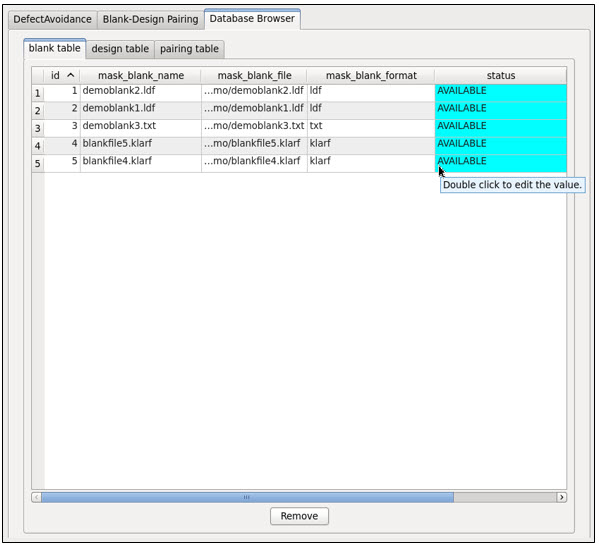 DefectAvoidance Blank-Design Pairing Database Browser
blank table design table pairing table
id mask_blank_name mask_blank_file mask_blank_format status
1 1 demoblank2.ldf ...mo/demoblank2.ldf ldf AVAILABLE
2 2 demoblank1.ldf ...mo/demoblank1.ldf ldf AVAILABLE
3 3 demoblank3.txt ...mo/demoblank3.txt txt AVAILABLE
4 4 blankfile5.klarf ...mo/blankfile5.klarf klarf AVAILABLE
5 5 blankfile4.klarf ...mo/blankfile4.klarf klarf AVAILABLE
Double click to edit the value.
Remove